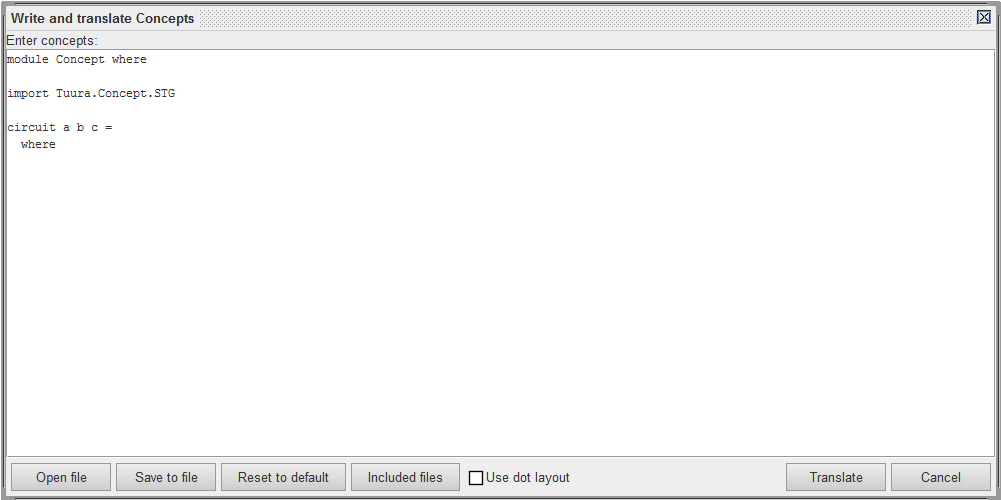 Write and translate Concepts
Enter concepts:
module Concept where
import Tuura.Concept.STG
circuit a b c =
  where
Open file
Save to file
Reset to default
Included files
Use dot layout
Translate
Cancel